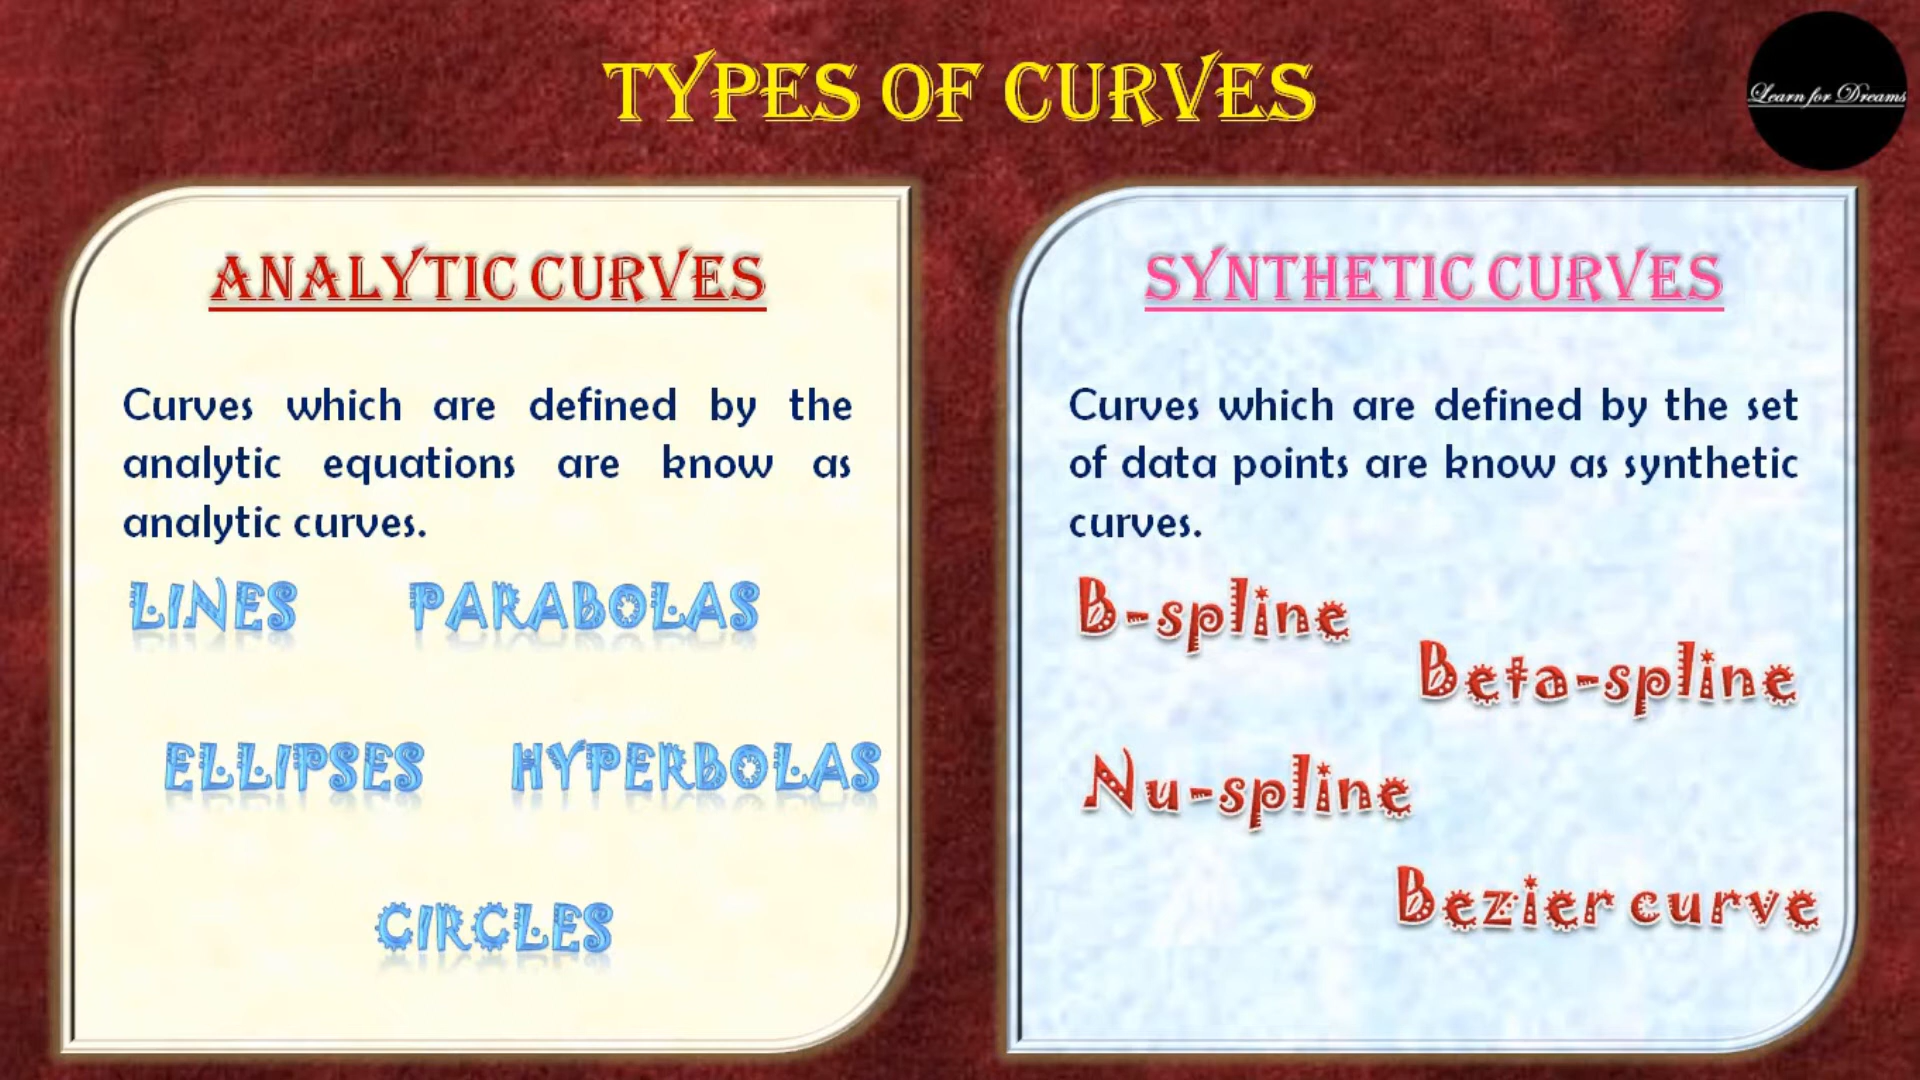 TYPES OF CURVES
Learn for Dreams
ANALYTIC CURVES
Curves which are defined by the
analytic equations are know as
analytic curves.
LINES PARABOLAS
ELLIPSES HYPERBOLAS
CIRCLES
SYNTHETIC CURVES
Curves which are defined by the set
of data points are know as synthetic
curves.
B-spline
Beta-spline
Nu-spline
Bezier curve